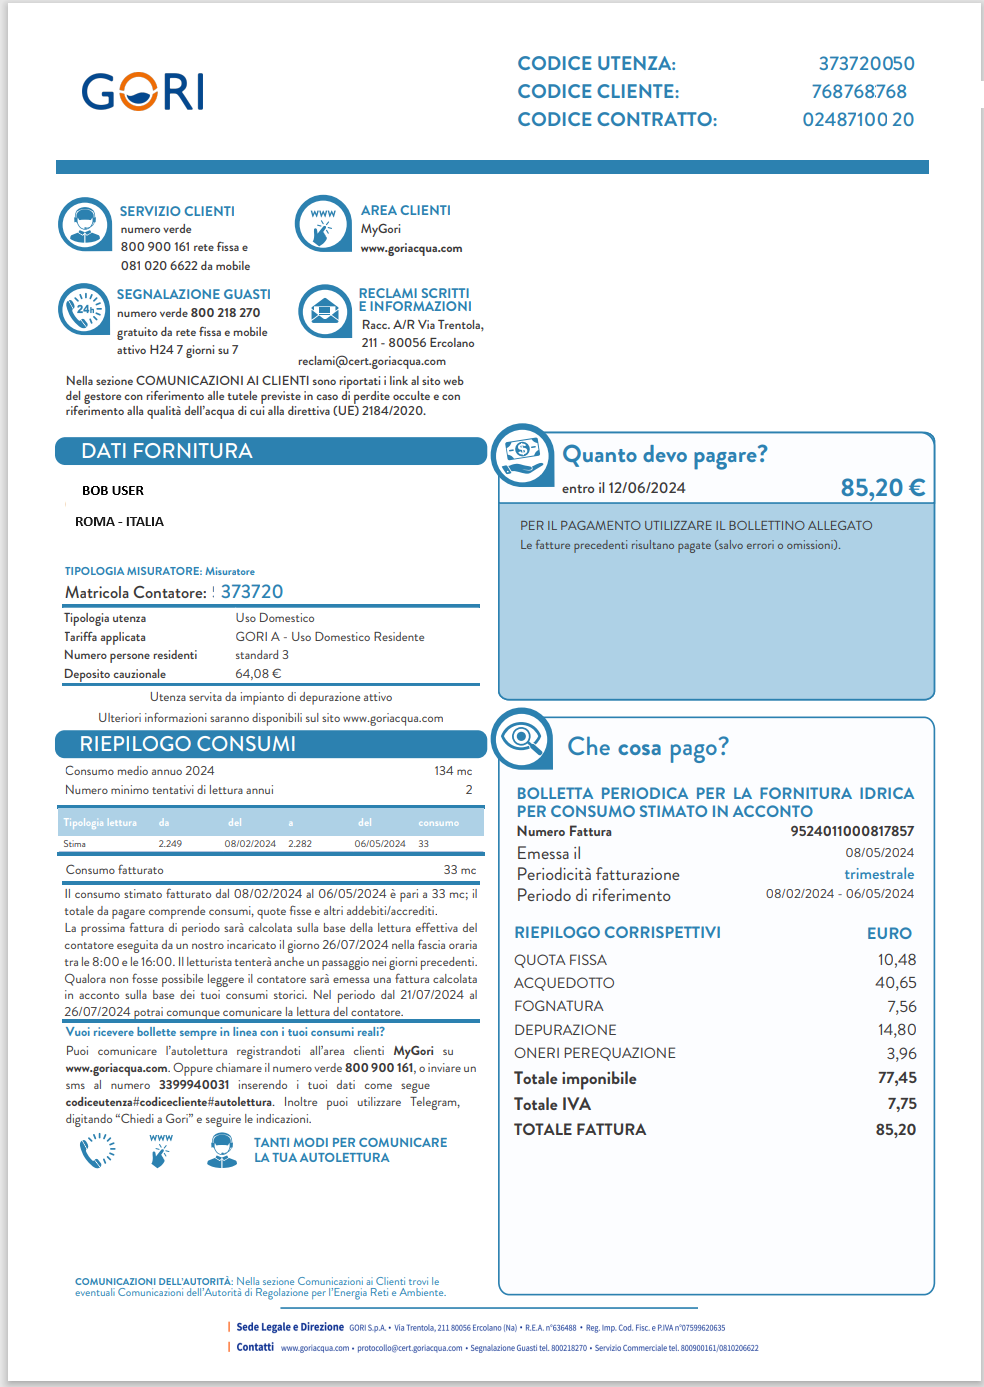 GORI
CODICE UTENZA: 373720050
CODICE CLIENTE: 768768768
CODICE CONTRATTO: 02487100 20
SERVIZIO CLIENTI
numero verde
800 900 161 rete fissa e
081 020 6622 da mobile
www
AREA CLIENTI
MyGori
www.goriacqua.com
24h
SEGNALAZIONE GUASTI
numero verde 800 218 270
gratuito da rete fissa e mobile
attivo H24 7 giorni su 7
RECLAMI SCRITTI
E INFORMAZIONI
Racc. A/R Via Trentola,
211 - 80056 Ercolano
reclami@cert.goriacqua.com
Nella sezione COMUNICAZIONI AI CLIENTI sono riportati i link al sito web
del gestore con riferimento alle tutele previste in caso di perdite occulte e con
riferimento alla qualità dell'acqua di cui alla direttiva (UE) 2184/2020.
DATI FORNITURA
BOB USER
ROMA - ITALIA
TIPOLOGIA MISURATORE: Misuratore
Matricola Contatore: 373720
Tipologia utenza Uso Domestico
Tariffa applicata GORI A - Uso Domestico Residente
Numero persone residenti standard 3
Deposito cauzionale 64,08 €
Utenza servita da impianto di depurazione attivo
Ulteriori informazioni saranno disponibili sul sito www.goriacqua.com
RIEPILOGO CONSUMI
Consumo medio annuo 2024 134 mc
Numero minimo tentativi di lettura annui 2
Tipologia lettura da del a del consumo
Stima 2.249 08/02/2024 2.282 06/05/2024 33
Consumo fatturato 33 mc
Il consumo stimato fatturato dal 08/02/2024 al 06/05/2024 è pari a 33 mc; il
totale da pagare comprende consumi, quote fisse e altri addebiti/accrediti.
La prossima fattura di periodo sarà calcolata sulla base della lettura effettiva del
contatore eseguita da un nostro incaricato il giorno 26/07/2024 nella fascia oraria
tra le 8:00 e le 16:00. Il letturista tenterà anche un passaggio nei giorni precedenti.
Qualora non fosse possibile leggere il contatore sarà emessa una fattura calcolata
in acconto sulla base dei tuoi consumi storici. Nel periodo dal 21/07/2024 al
26/07/2024 potrai comunque comunicare la lettura del contatore.
Vuoi ricevere bollette sempre in linea con i tuoi consumi reali?
Puoi comunicare l'autolettura registrandoti all'area clienti MyGori su
www.goriacqua.com. Oppure chiamare il numero verde 800 900 161, o inviare un
sms al numero 3399940031 inserendo i tuoi dati come segue
codiceutenza#codicecliente#autolettura. Inoltre puoi utilizzare Telegram,
digitando "Chiedi a Gori" e seguire le indicazioni.
www
TANTI MODI PER COMUNICARE
LA TUA AUTOLETTURA
COMUNICAZIONI DELL'AUTORITÀ: Nella sezione Comunicazioni ai Clienti trovi le
eventuali Comunicazioni dell'Autorità di Regolazione per l'Energia Reti e Ambiente.
Quanto devo pagare?
entro il 12/06/2024 85,20 €
PER IL PAGAMENTO UTILIZZARE IL BOLLETTINO ALLEGATO
Le fatture precedenti risultano pagate (salvo errori o omissioni).
Che cosa pago?
BOLLETTA PERIODICA PER LA FORNITURA IDRICA
PER CONSUMO STIMATO IN ACCONTO
Numero Fattura 9524011000817857
Emessa il 08/05/2024
Periodicità fatturazione trimestrale
Periodo di riferimento 08/02/2024 - 06/05/2024
RIEPILOGO CORRISPETTIVI EURO
QUOTA FISSA 10,48
ACQUEDOTTO 40,65
FOGNATURA 7,56
DEPURAZIONE 14,80
ONERI PEREQUAZIONE 3,96
Totale imponibile 77,45
Totale IVA 7,75
TOTALE FATTURA 85,20
Sede Legale e Direzione GORI S.p.A. • Via Trentola, 211 80056 Ercolano (Na) • R.E.A. n°636488 • Reg. Imp. Cod. Fisc. e P.IVA n°07599620635
Contatti www.goriacqua.com • protocollo@cert.goriacqua.com • Segnalazione Guasti tel. 800218270 • Servizio Commerciale tel. 800900161/0810206622